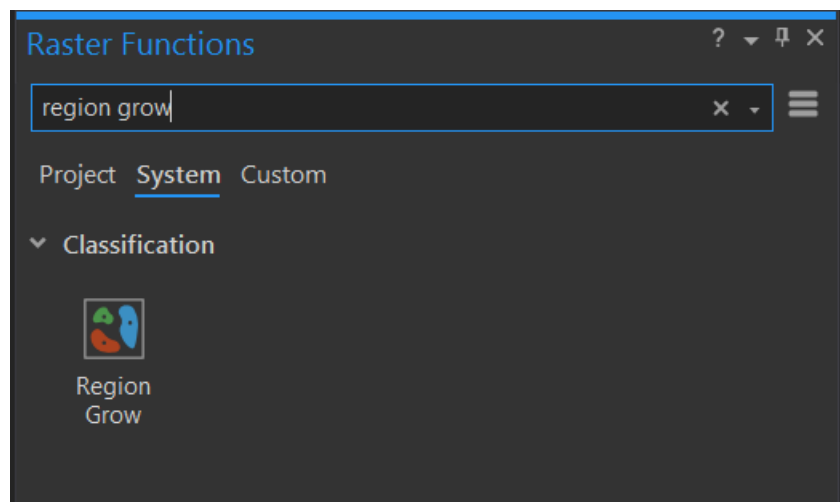 Raster Functions
?
region grow
Project System Custom
Classification
Region
Grow